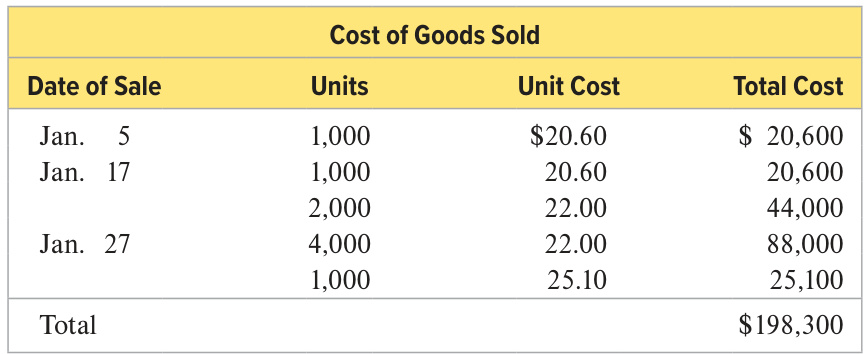 Cost of Goods Sold
Date of Sale Units Unit Cost Total Cost
Jan. 5 1,000 $20.60 $ 20,600
Jan. 17 1,000 20.60 20,600
2,000 22.00 44,000
Jan. 27 4,000 22.00 88,000
1,000 25.10 25,100
Total $198,300